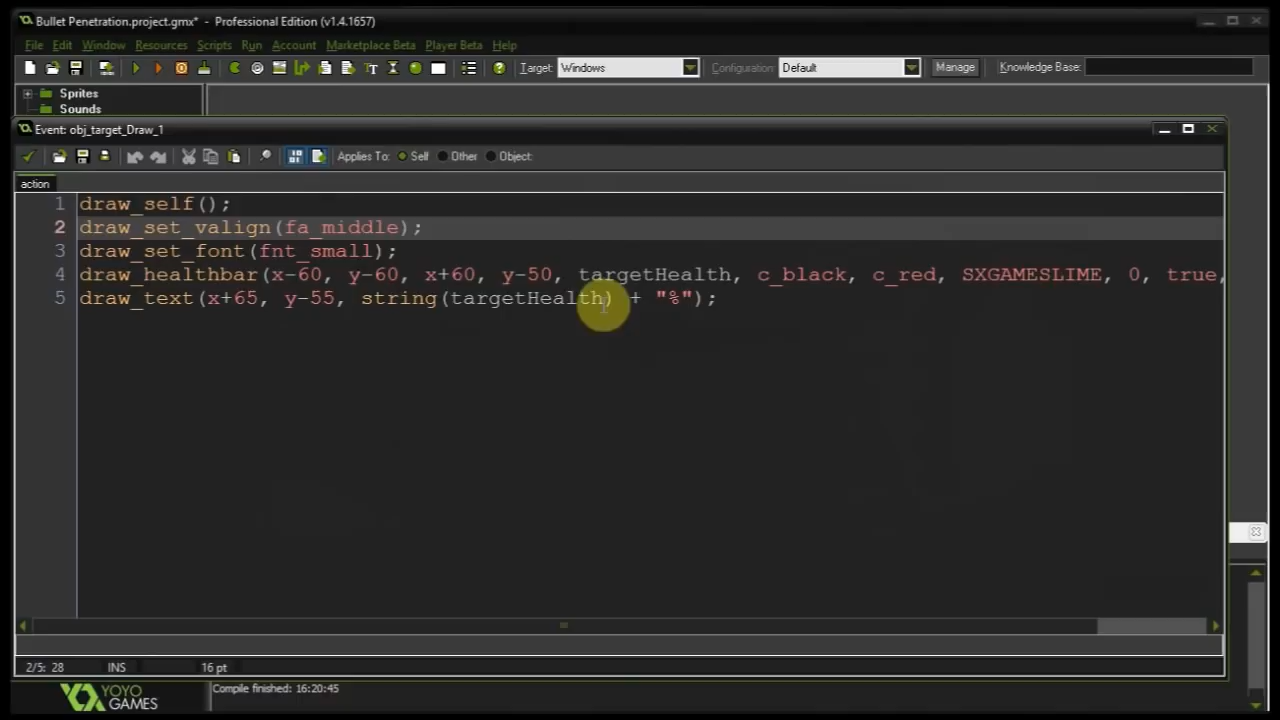 Bullet Penetration.project.gmx* - Professional Edition (v1.4.1657)
File Edit Window Resources Scripts Run Account Marketplace Beta Player Beta Help
Target: Windows Configuration: Default Manage Knowledge Base:
Sprites
Sounds
Event: obj_target_Draw_1
Applies To: Self Other Object:
action
1 draw_self();
2 draw_set_valign(fa_middle);
3 draw_set_font(fnt_small);
4 draw_healthbar(x-60, y-60, x+60, y-50, targetHealth, c_black, c_red, SXGAMESLIME, 0, true,
5 draw_text(x+65, y-55, string(targetHealth) + "%");
2/5: 28 INS 16 pt
YOYO GAMES
Compile finished: 16:20:45